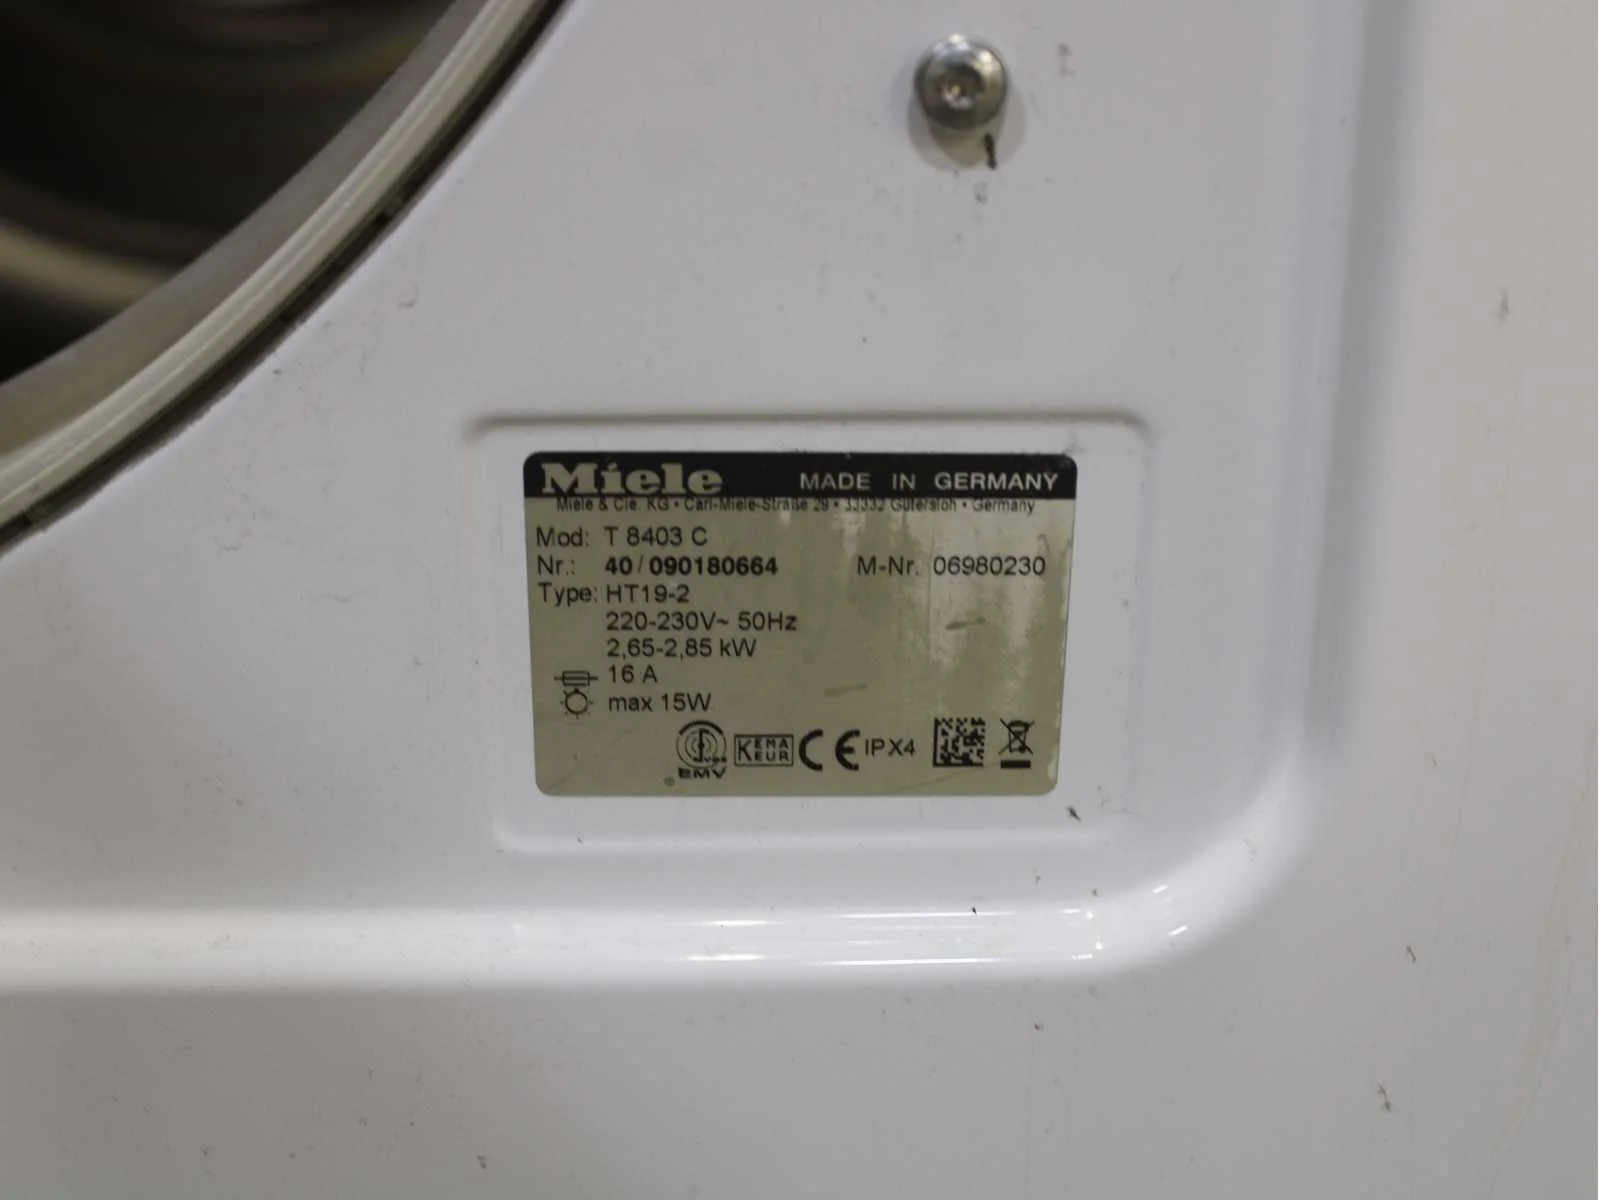 Miele MADE IN GERMANY
Miele & Cie. KG • Carl-Miele-Straße 29 • 33332 Gütersloh • Germany
Mod: T 8403 C
Nr.: 40/090180664 M-Nr. 06980230
Type: HT19-2
220-230V~ 50Hz
2,65-2,85 kW
16 A
max 15W
KEMA EUR CE IPX4
EMV